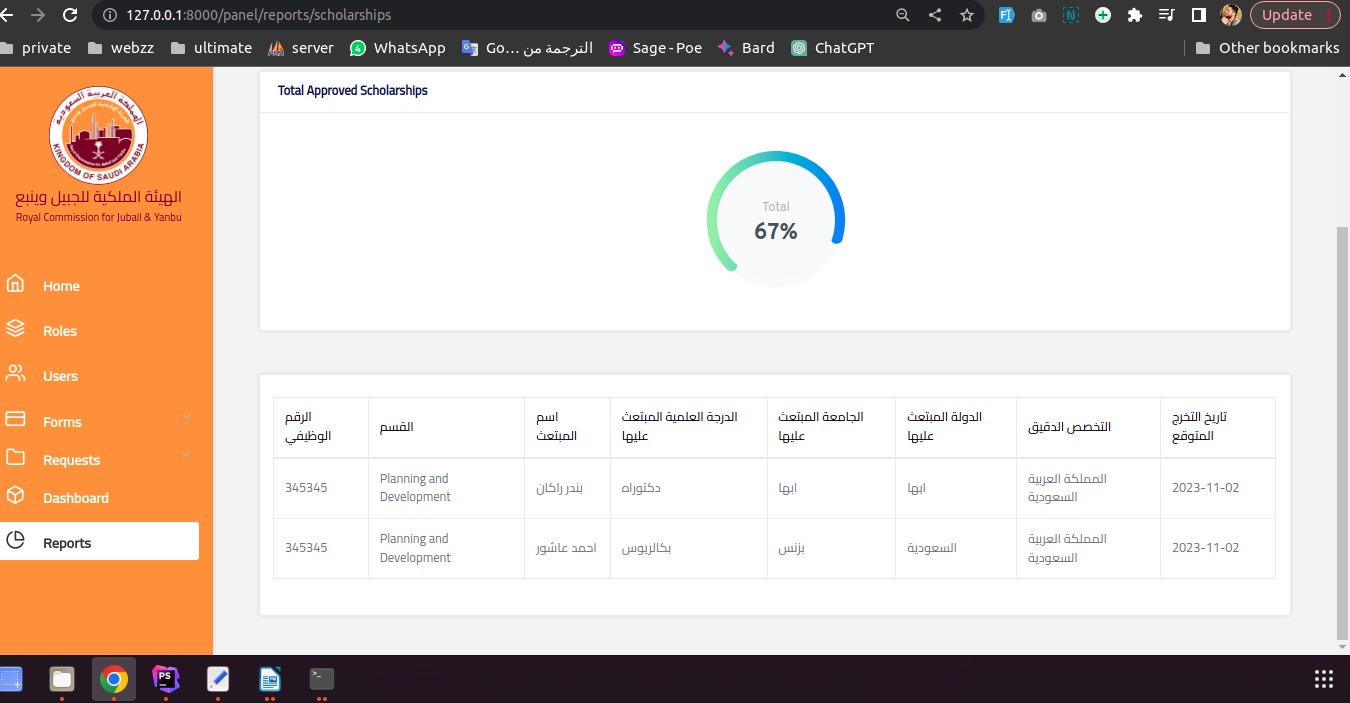 127.0.0.1:8000/panel/reports/scholarships
Update
private
webzz
ultimate
server
WhatsApp
Go... الترجمة من
Sage - Poe
Bard
ChatGPT
Other bookmarks
المملكة العربية السعودية
KINGDOM OF SAUDI ARABIA
الهيئة الملكية للجبيل وينبع
Royal Commission for Jubail & Yanbu
Home
Roles
Users
Forms
Requests
Dashboard
Reports
Total Approved Scholarships
Total
67%
الرقم الوظيفي
القسم
اسم المبتعث
الدرجة العلمية المبتعث عليها
الجامعة المبتعث عليها
الدولة المبتعث عليها
التخصص الدقيق
تاريخ التخرج المتوقع
345345
Planning and Development
بندر راكان
دكتوراه
ابها
ابها
المملكة العربية السعودية
2023-11-02
345345
Planning and Development
احمد عاشور
بكالريوس
بزنس
السعودية
المملكة العربية السعودية
2023-11-02